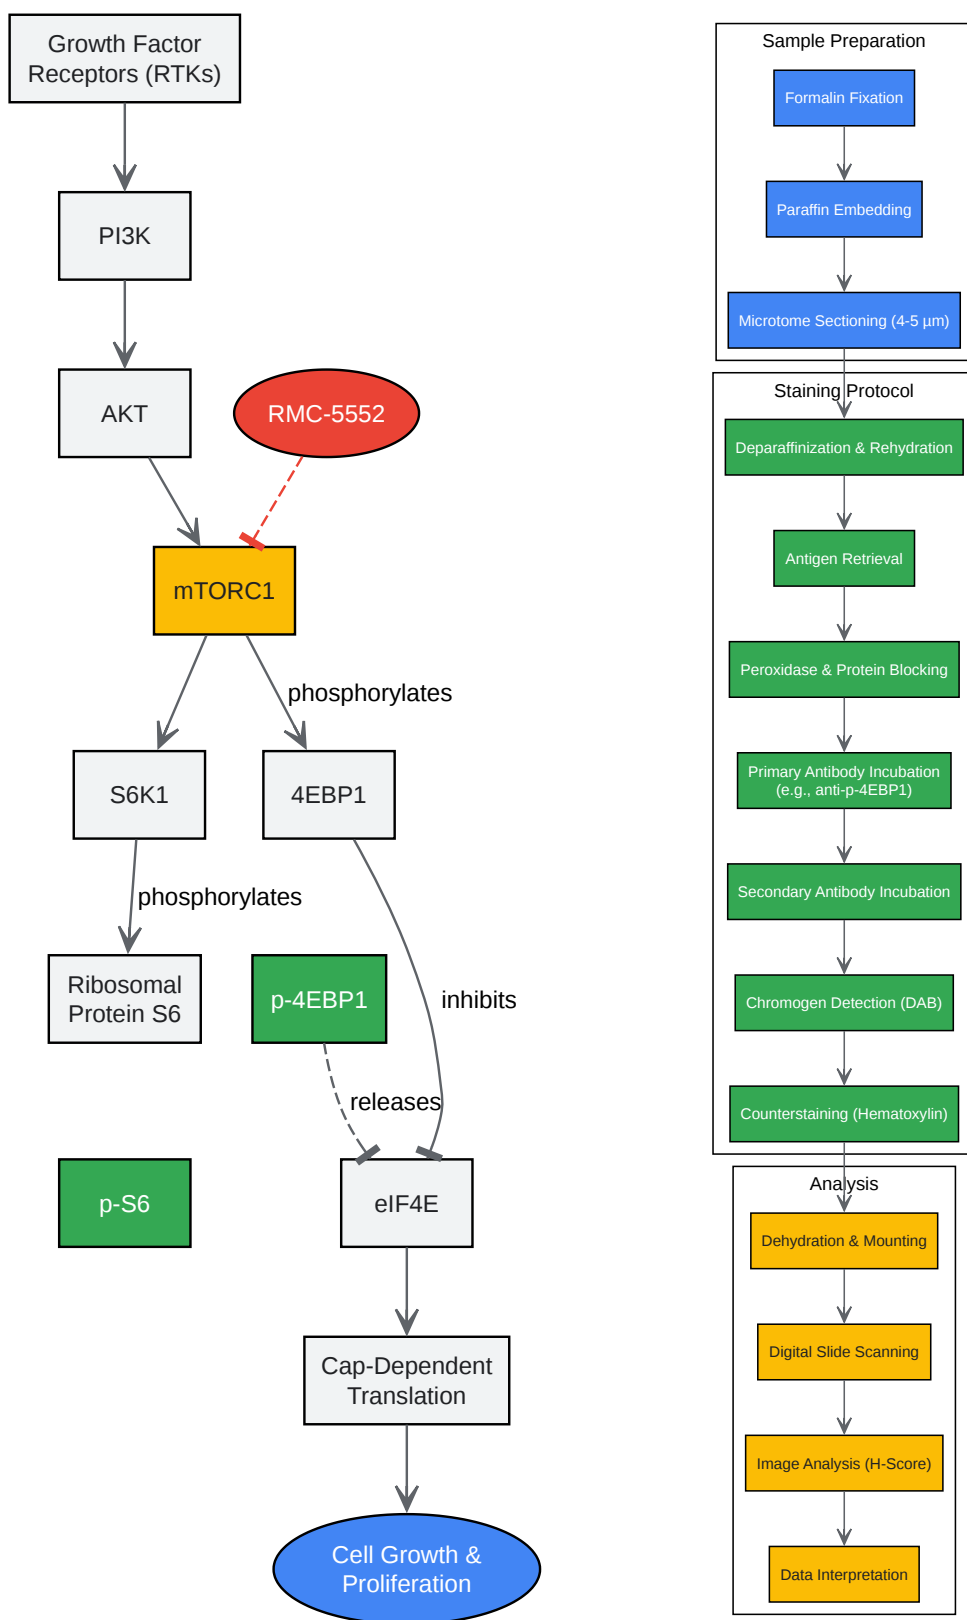 Growth Factor
Receptors (RTKs)
PI3K
AKT
RMC-5552
mTORC1
phosphorylates
S6K1
4EBP1
phosphorylates
Ribosomal
Protein S6
p-4EBP1
inhibits
releases
p-S6
eIF4E
Cap-Dependent
Translation
Cell Growth &
Proliferation
Sample Preparation
Formalin Fixation
Paraffin Embedding
Microtome Sectioning (4-5 µm)
Staining Protocol
Deparaffinization & Rehydration
Antigen Retrieval
Peroxidase & Protein Blocking
Primary Antibody Incubation
(e.g., anti-p-4EBP1)
Secondary Antibody Incubation
Chromogen Detection (DAB)
Counterstaining (Hematoxylin)
Analysis
Dehydration & Mounting
Digital Slide Scanning
Image Analysis (H-Score)
Data Interpretation